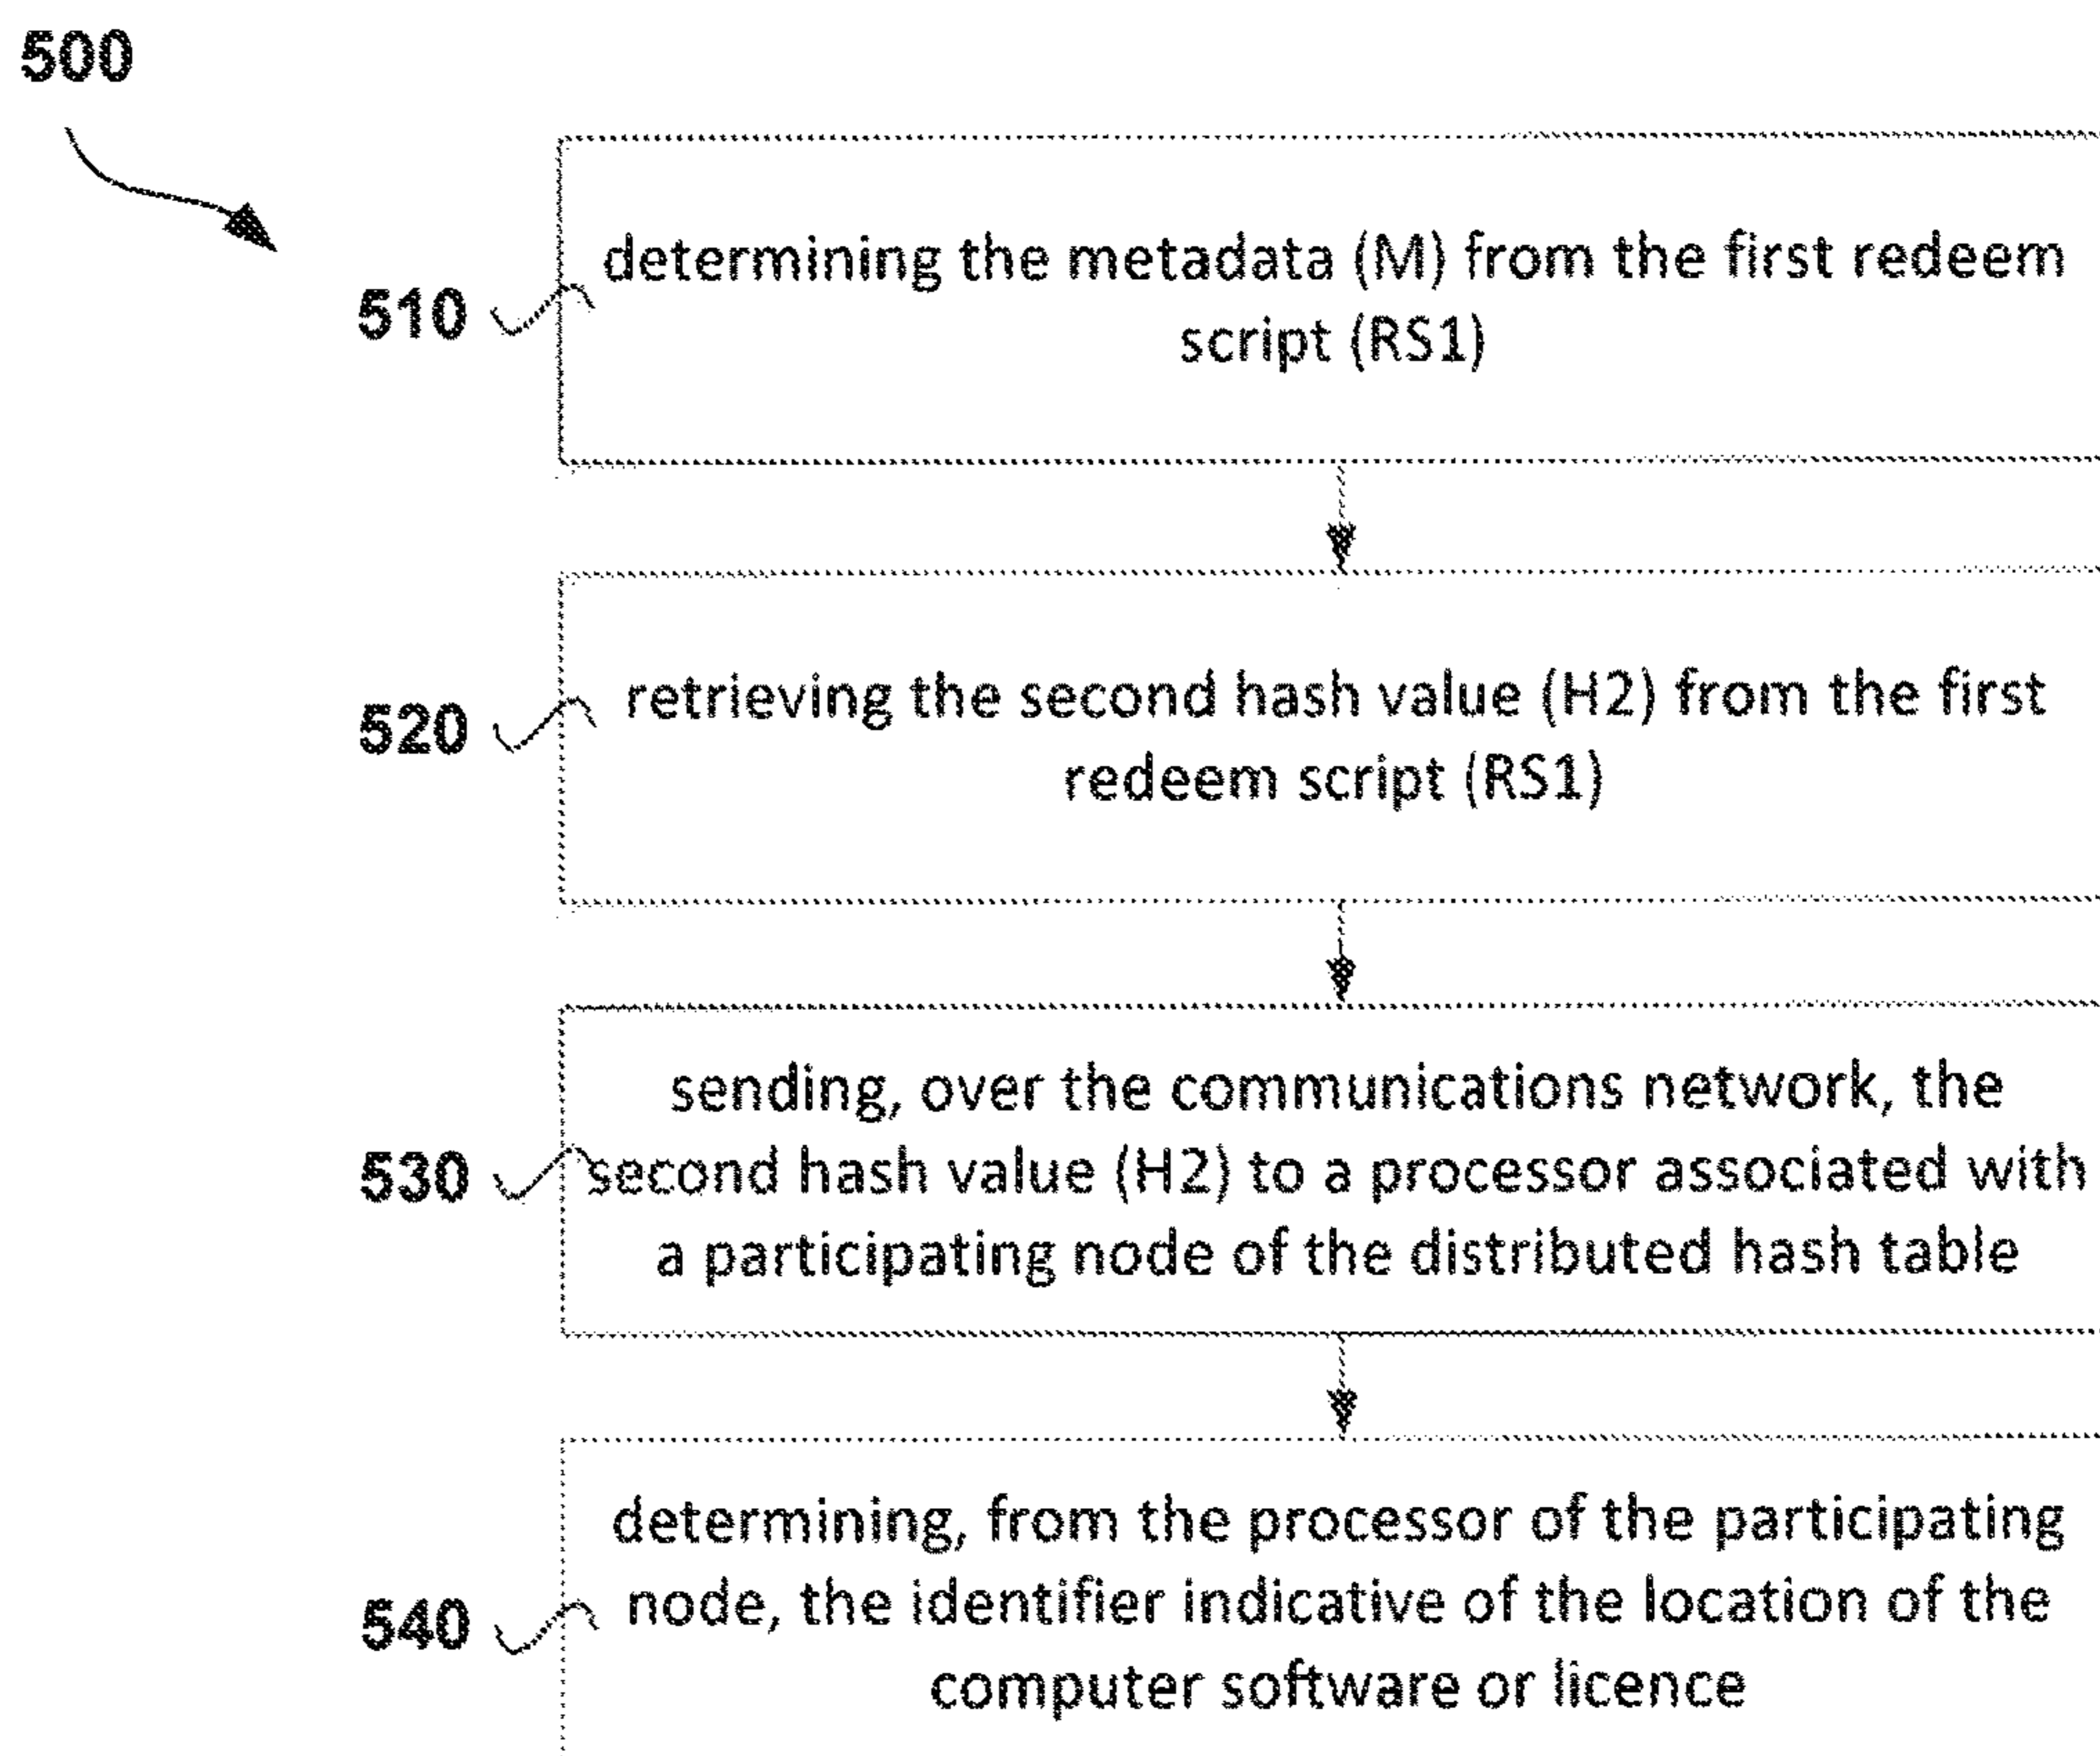 500
determining the metadata (M) from the first redeem
510
script (RS1)
retrieving the second hash value (H2) from the first
520
redeem script (RS1)
sending, over the communications network, the
530
second hash value (H2) to a processor associated with
a participating node of the distributed hash table
determining, from the processor of the participating
540
node, the identifier indicative of the location of the
computer software or licence